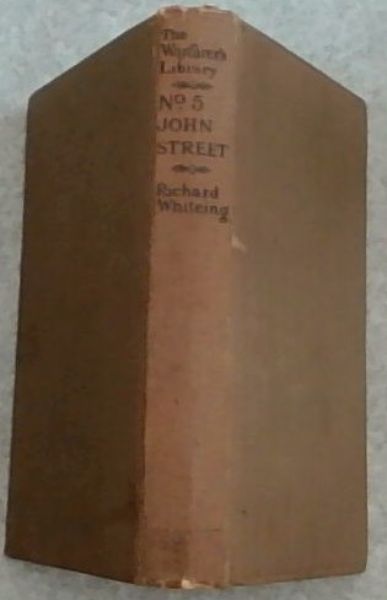 The
Wayfarer's
Library
No 5
JOHN
STREET
Richard
Whiteing